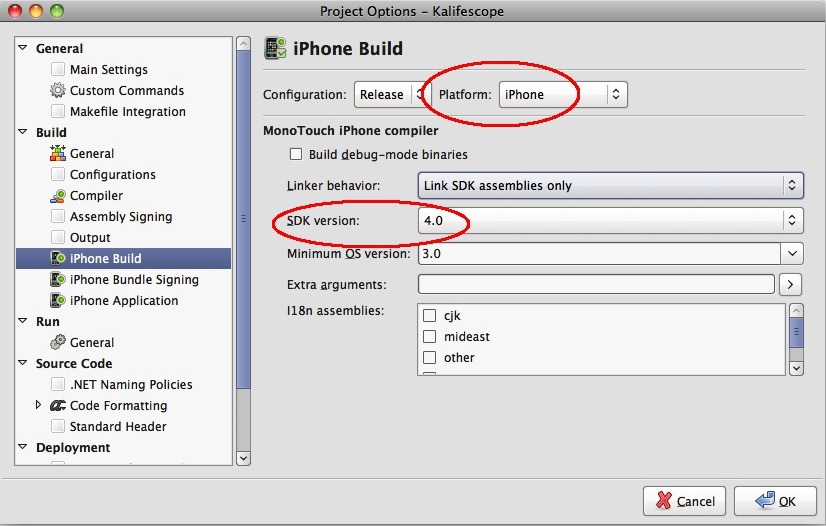 Project Options – Kalifescope
General
Main Settings
Custom Commands
Makefile Integration
Build
General
Configurations
Compiler
Assembly Signing
Output
iPhone Build
iPhone Bundle Signing
iPhone Application
Run
General
Source Code
.NET Naming Policies
Code Formatting
Standard Header
Deployment
iPhone Build
Configuration: Release Platform: iPhone
MonoTouch iPhone compiler
Build debug-mode binaries
Linker behavior: Link SDK assemblies only
SDK version: 4.0
Minimum OS version: 3.0
Extra arguments:
I18n assemblies:
cjk
mideast
other
Cancel OK